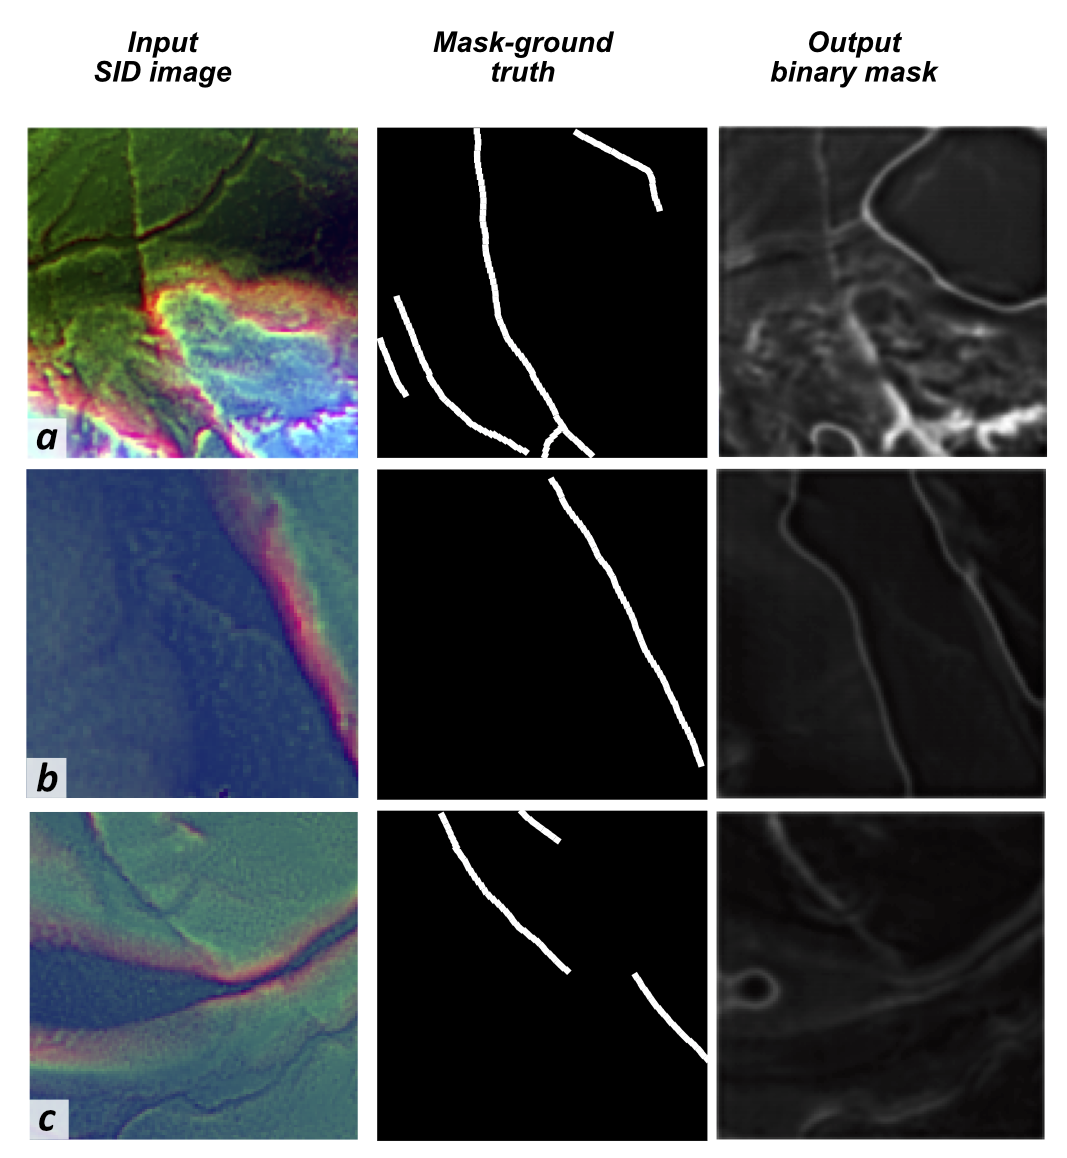 Input
SID image
Mask-ground
truth
Output
binary mask
a
b
c